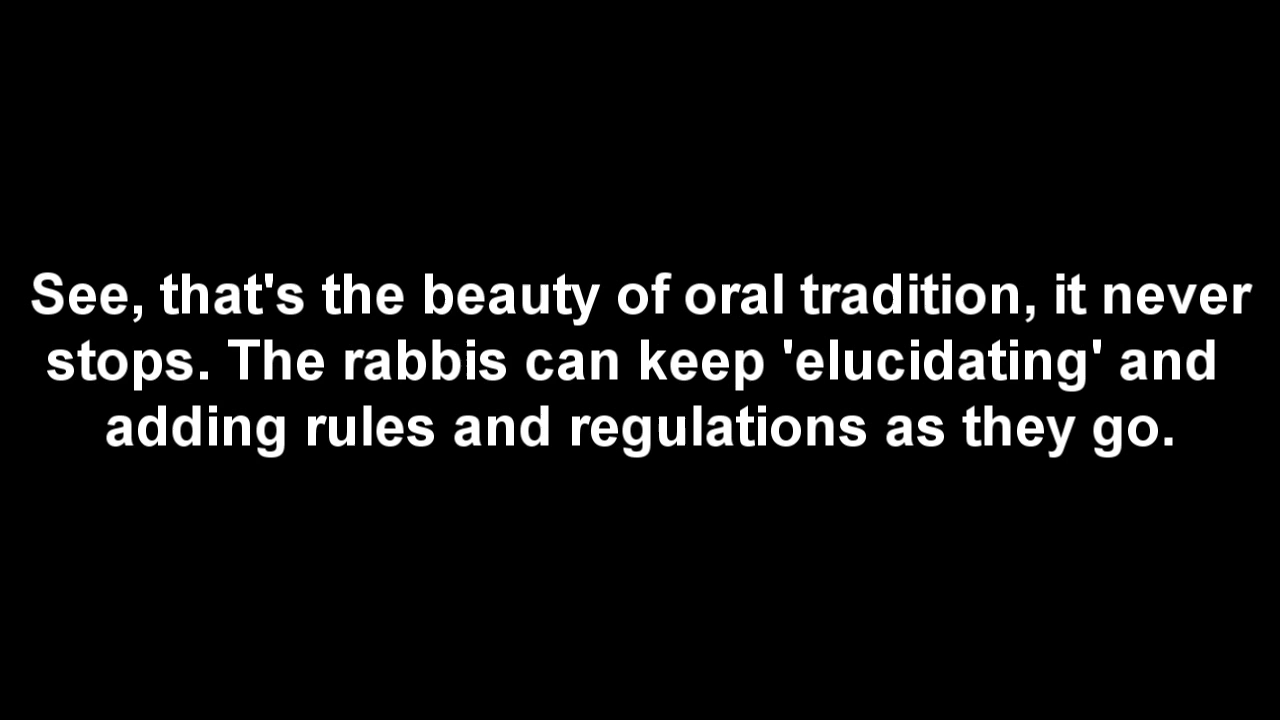 See, that's the beauty of oral tradition, it never
stops. The rabbis can keep 'elucidating' and
adding rules and regulations as they go.